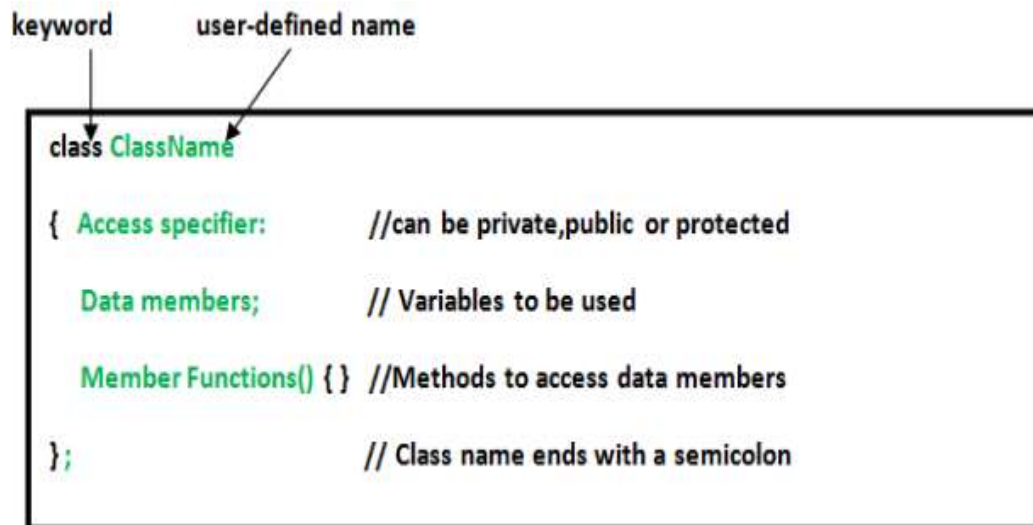 keyword user-defined name
class ClassName
{ Access specifier: //can be private,public or protected
Data members; // Variables to be used
Member Functions() { } //Methods to access data members
} ; // Class name ends with a semicolon